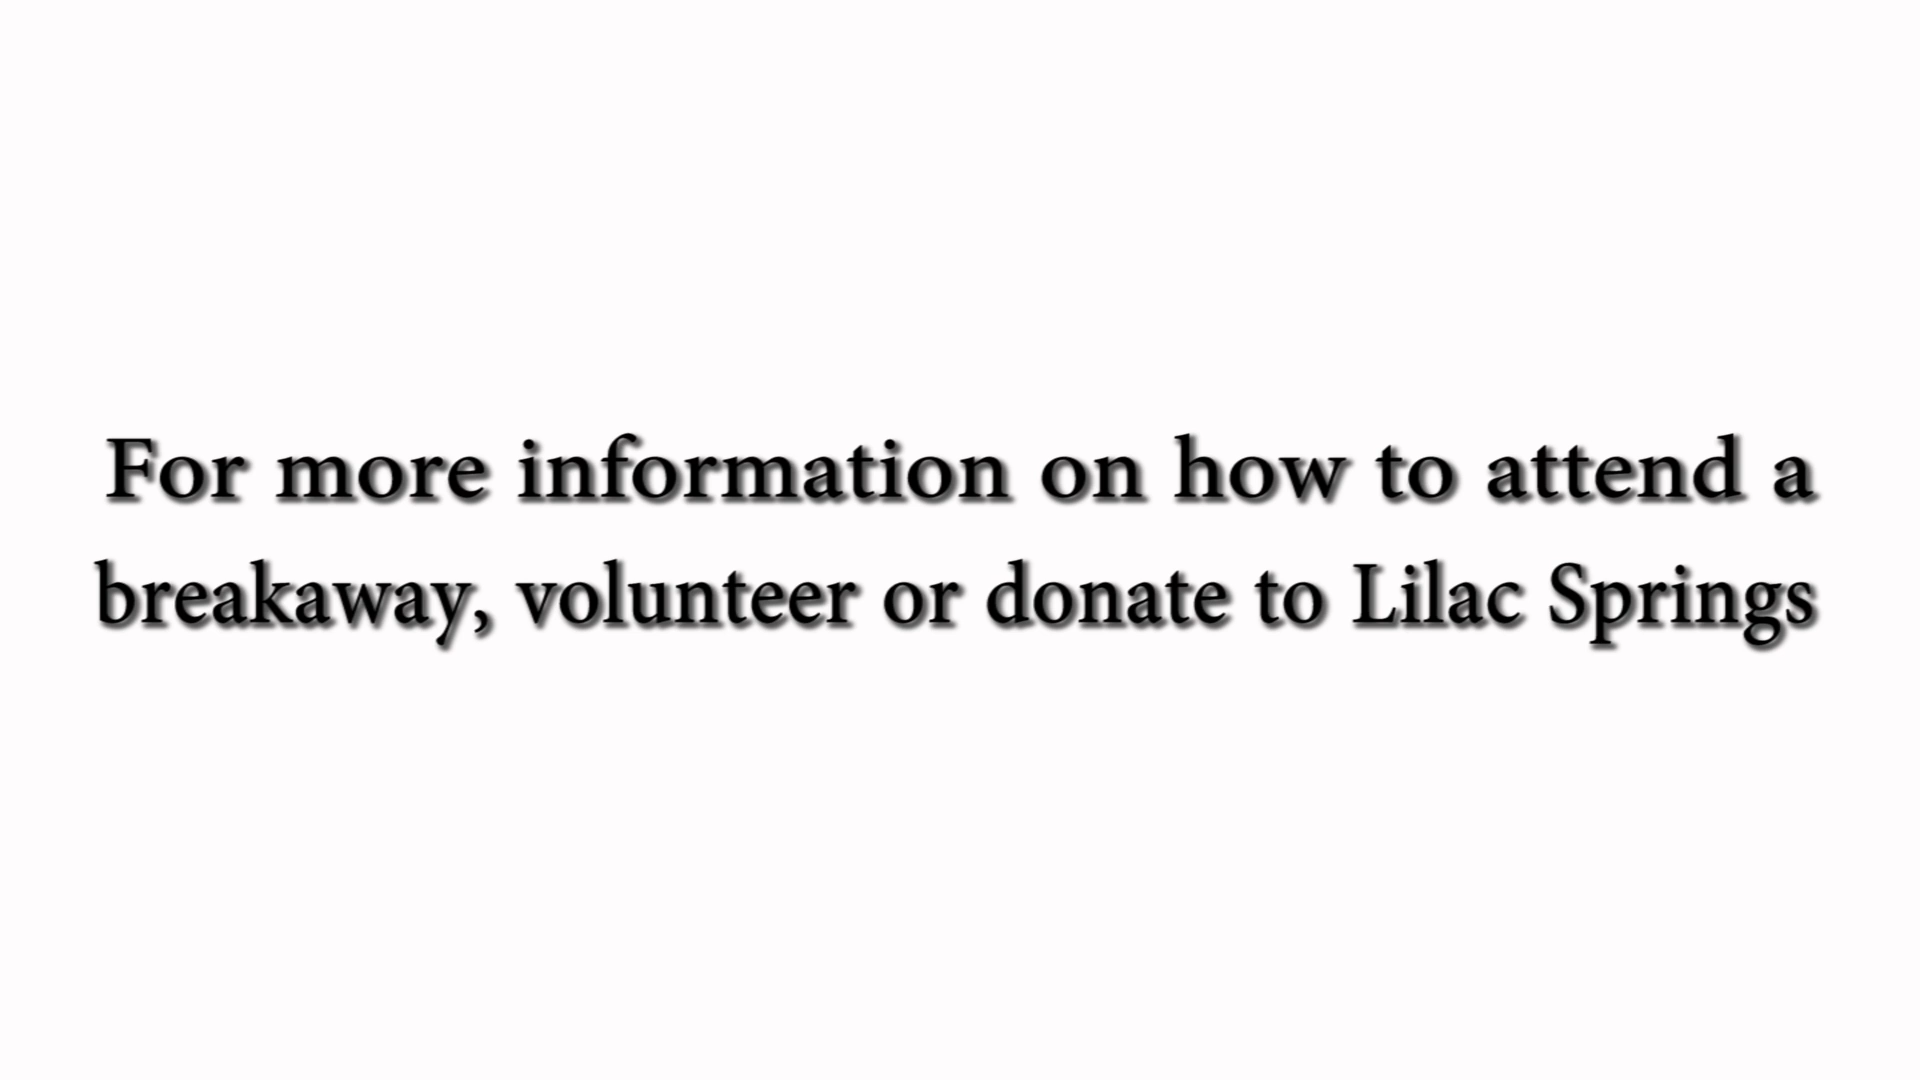 For more information on how to attend a
breakaway, volunteer or donate to Lilac Springs